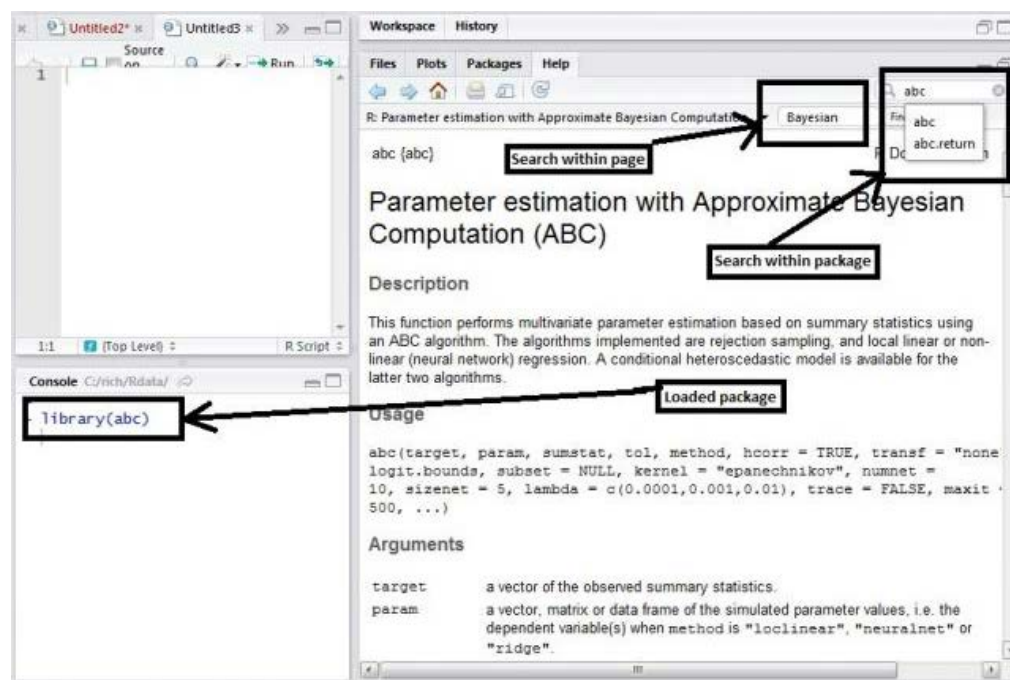 Untitled2* × Untitled3 ×
Source
on Run
1
1:1 (Top Level) R Script
Console C:/rich/Rdata/
library(abc)
Workspace History
Files Plots Packages Help
abc
abc
abc.return
R: Parameter estimation with Approximate Bayesian Computation Bayesian
abc {abc}
Search within page
Parameter estimation with Approximate Bayesian
Computation (ABC)
Search within package
Description
This function performs multivariate parameter estimation based on summary statistics using
an ABC algorithm. The algorithms implemented are rejection sampling, and local linear or non-
linear (neural network) regression. A conditional heteroscedastic model is available for the
latter two algorithms.
Loaded package
Usage
abc(target, param, sumstat, tol, method, hcorr = TRUE, transf = "none
logit.bounds, subset = NULL, kernel = "epanechnikov", numnet =
10, sizenet = 5, lambda = c(0.0001,0.001,0.01), trace = FALSE, maxit
500, ...)
Arguments
target a vector of the observed summary statistics.
param a vector, matrix or data frame of the simulated parameter values, i.e. the
dependent variable(s) when method is "loclinear", "neuralnet" or
"ridge".